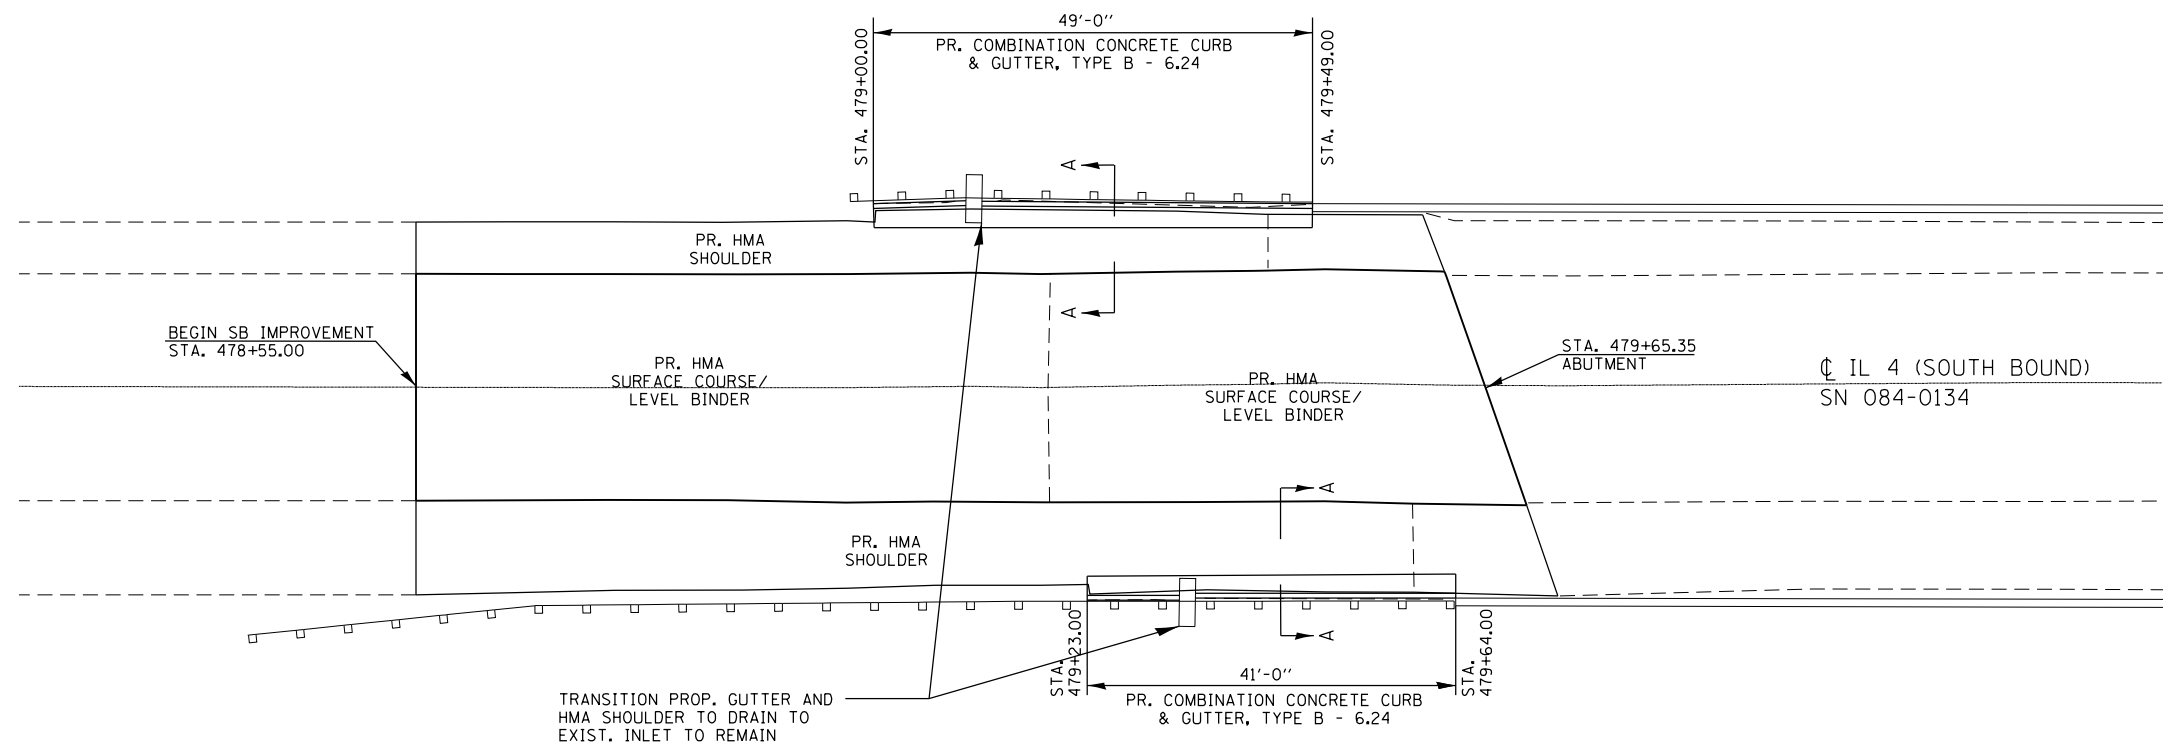 49'-0''
PR. COMBINATION CONCRETE CURB
& GUTTER, TYPE B - 6.24
STA. 479+00.00
STA. 479+49.00
A
PR. HMA
SHOULDER
A
BEGIN SB IMPROVEMENT
STA. 478+55.00
PR. HMA
SURFACE COURSE/
LEVEL BINDER
PR. HMA
SURFACE COURSE/
LEVEL BINDER
STA. 479+65.35
ABUTMENT
℄ IL 4 (SOUTH BOUND)
SN 084-0134
A
PR. HMA
SHOULDER
A
STA.
479+23.00
STA.
479+64.00
41'-0''
PR. COMBINATION CONCRETE CURB
& GUTTER, TYPE B - 6.24
TRANSITION PROP. GUTTER AND
HMA SHOULDER TO DRAIN TO
EXIST. INLET TO REMAIN